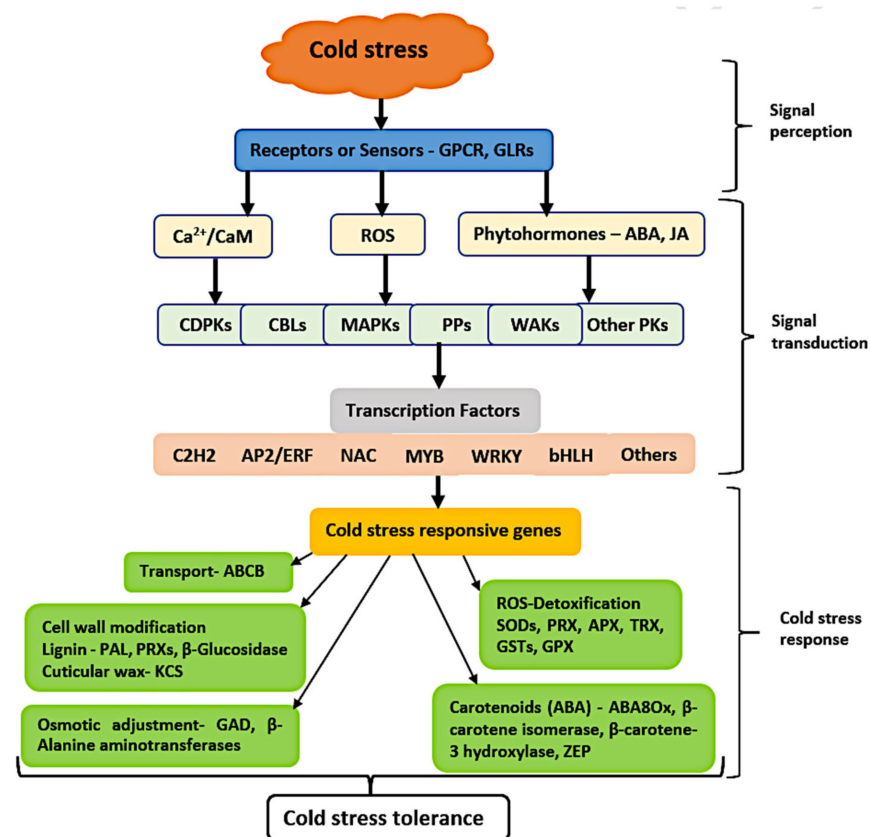 Cold stress
Signal
perception
Receptors or Sensors - GPCR, GLRs
Ca²⁺/CaM
ROS
Phytohormones – ABA, JA
CDPKs
CBLs
MAPKs
PPs
WAKs
Other PKs
Signal
transduction
Transcription Factors
C2H2
AP2/ERF
NAC
MYB
WRKY
bHLH
Others
Cold stress responsive genes
Transport- ABCB
Cell wall modification
Lignin - PAL, PRXs, β-Glucosidase
Cuticular wax- KCS
Osmotic adjustment- GAD, β-
Alanine aminotransferases
ROS-Detoxification
SODs, PRX, APX, TRX,
GSTs, GPX
Carotenoids (ABA) - ABA8Ox, β-
carotene isomerase, β-carotene-
3 hydroxylase, ZEP
Cold stress
response
Cold stress tolerance